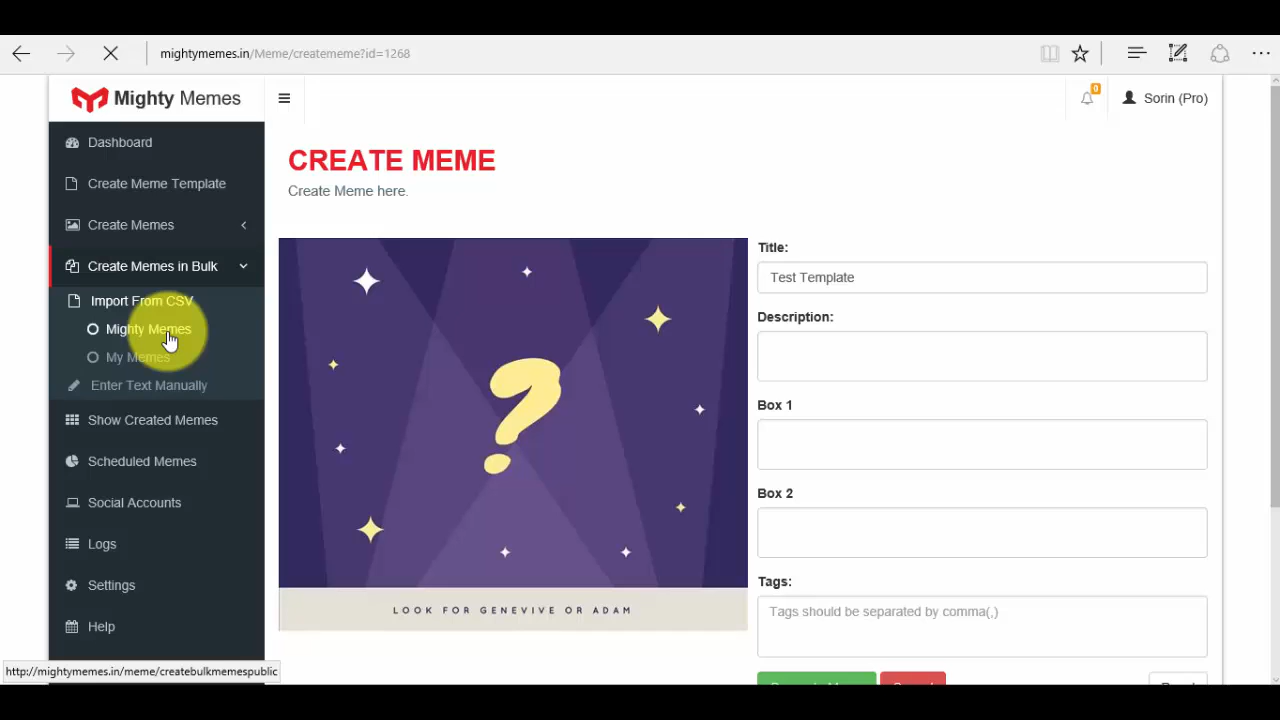 mightymemes.in/Meme/creatememe?id=1268
Mighty Memes
0
Sorin (Pro)
Dashboard
Create Meme Template
Create Memes
Create Memes in Bulk
Import From CSV
Mighty Memes
My Memes
Enter Text Manually
Show Created Memes
Scheduled Memes
Social Accounts
Logs
Settings
Help
CREATE MEME
Create Meme here.
?
LOOK FOR GENEVIVE OR ADAM
Title:
Test Template
Description:
Box 1
Box 2
Tags:
Tags should be separated by comma(,)
http://mightymemes.in/meme/createbulkmemespublic